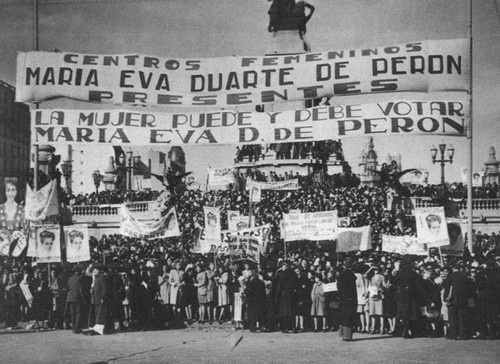 CENTROS FEMENINOS
MARIA EVA DUARTE DE PERON
PRESENTES
LA MUJER PUEDE Y DEBE VOTAR
MARIA EVA D. DE PERON